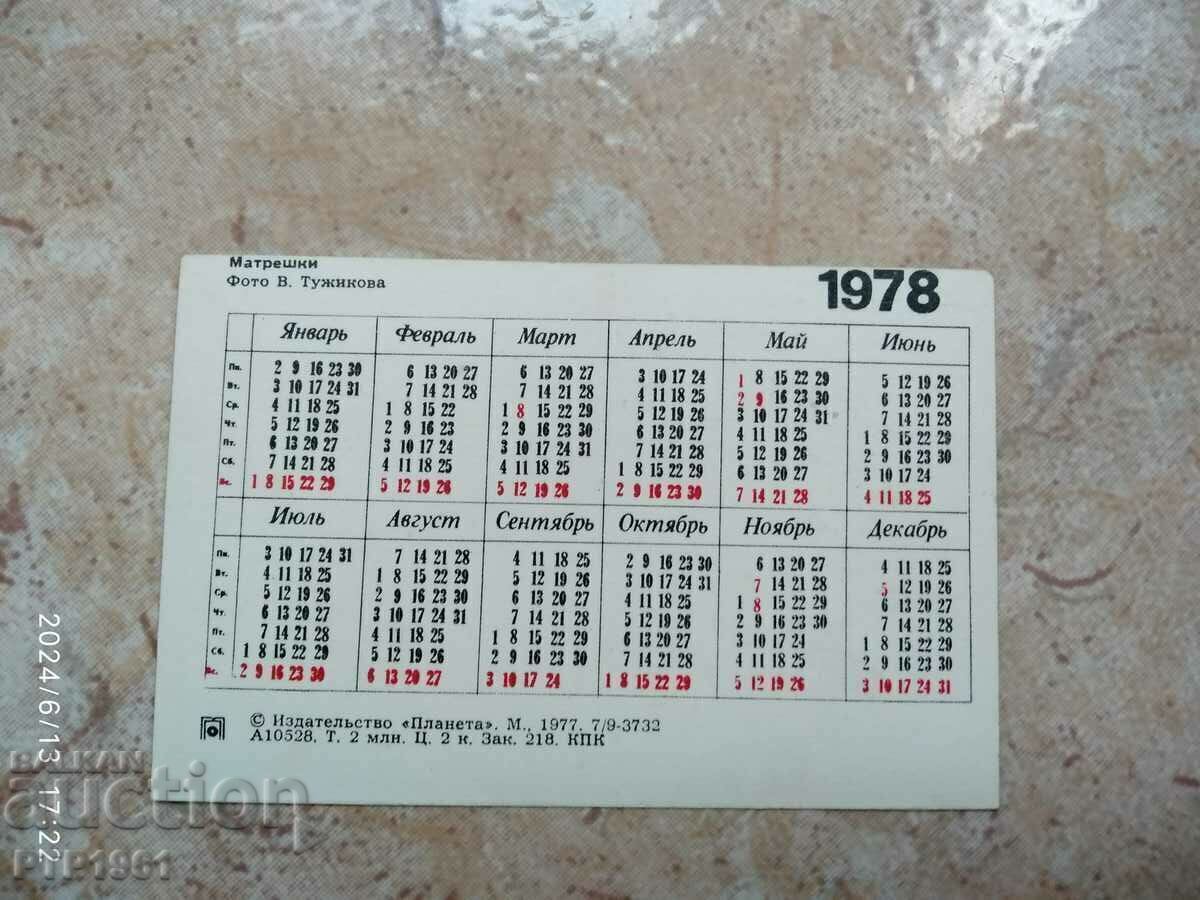 Матрешки
Фото В. Тужикова
1978
Январь Февраль Март Апрель Май Июнь
Пн. 2 9 16 23 30 6 13 20 27 6 13 20 27 3 10 17 24 1 8 15 22 29 5 12 19 26
Вт. 3 10 17 24 31 7 14 21 28 7 14 21 28 4 11 18 25 2 9 16 23 30 6 13 20 27
Ср. 4 11 18 25 1 8 15 22 1 8 15 22 29 5 12 19 26 3 10 17 24 31 7 14 21 28
Чт. 5 12 19 26 2 9 16 23 2 9 16 23 30 6 13 20 27 4 11 18 25 1 8 15 22 29
Пт. 6 13 20 27 3 10 17 24 3 10 17 24 31 7 14 21 28 5 12 19 26 2 9 16 23 30
Сб. 7 14 21 28 4 11 18 25 4 11 18 25 1 8 15 22 29 6 13 20 27 3 10 17 24
Вс. 1 8 15 22 29 5 12 19 26 5 12 19 26 2 9 16 23 30 7 14 21 28 4 11 18 25
Июль Август Сентябрь Октябрь Ноябрь Декабрь
Пн. 3 10 17 24 31 7 14 21 28 4 11 18 25 2 9 16 23 30 6 13 20 27 4 11 18 25
Вт. 4 11 18 25 1 8 15 22 29 5 12 19 26 3 10 17 24 31 7 14 21 28 5 12 19 26
Ср. 5 12 19 26 2 9 16 23 30 6 13 20 27 4 11 18 25 1 8 15 22 29 6 13 20 27
Чт. 6 13 20 27 3 10 17 24 31 7 14 21 28 5 12 19 26 2 9 16 23 30 7 14 21 28
Пт. 7 14 21 28 4 11 18 25 1 8 15 22 29 6 13 20 27 3 10 17 24 1 8 15 22 29
Сб. 1 8 15 22 29 5 12 19 26 2 9 16 23 30 7 14 21 28 4 11 18 25 2 9 16 23 30
Вс. 2 9 16 23 30 6 13 20 27 3 10 17 24 1 8 15 22 29 5 12 19 26 3 10 17 24 31
© Издательство «Планета». М., 1977. 7/9-3732
А10528. Т. 2 млн. Ц. 2 к. Зак. 218. КПК
2024/6/13 17:22
BALKAN
auction
PTP1961